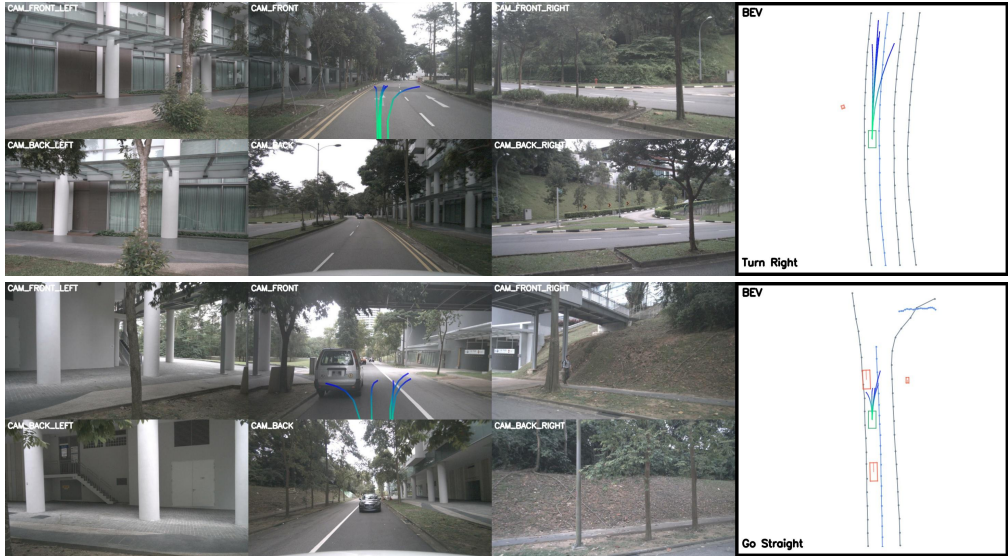 CAM_FRONT_LEFT
CAM_FRONT
CAM_FRONT_RIGHT
BEV
CAM_BACK_LEFT
CAM_BACK
CAM_BACK_RIGHT
Turn Right
CAM_FRONT_LEFT
CAM_FRONT
CAM_FRONT_RIGHT
BEV
CAM_BACK_LEFT
CAM_BACK
CAM_BACK_RIGHT
Go Straight